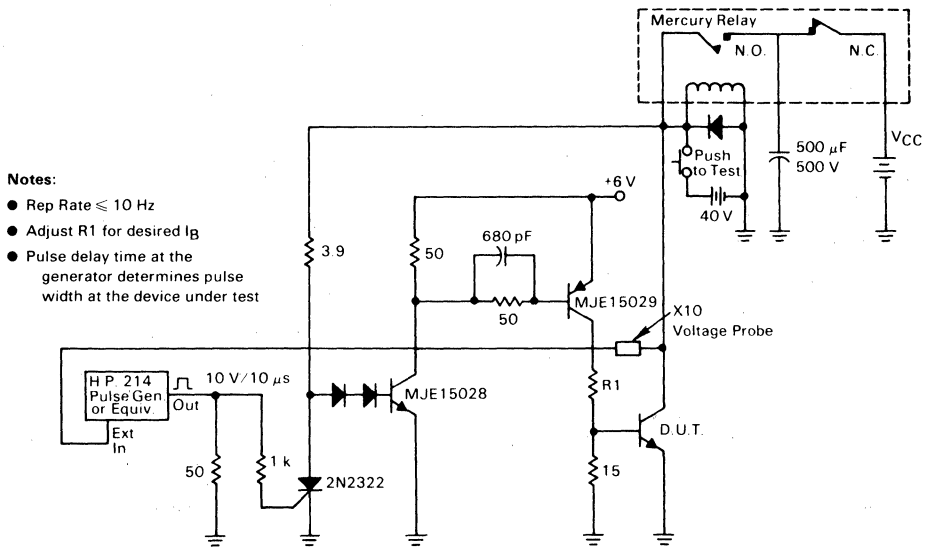 Mercury Relay
N.O.
N.C.
Push
to Test
40 V
500 μF
500 V
VCC
Notes:
● Rep Rate ⩽ 10 Hz
● Adjust R1 for desired IB
● Pulse delay time at the
generator determines pulse
width at the device under test
+6 V
3.9
50
680 pF
50
MJE15029
X10
Voltage Probe
R1
H.P. 214
Pulse Gen.
or Equiv.
Out
Ext
In
10 V/10 μs
MJE15028
D.U.T.
50
1 k
2N2322
15